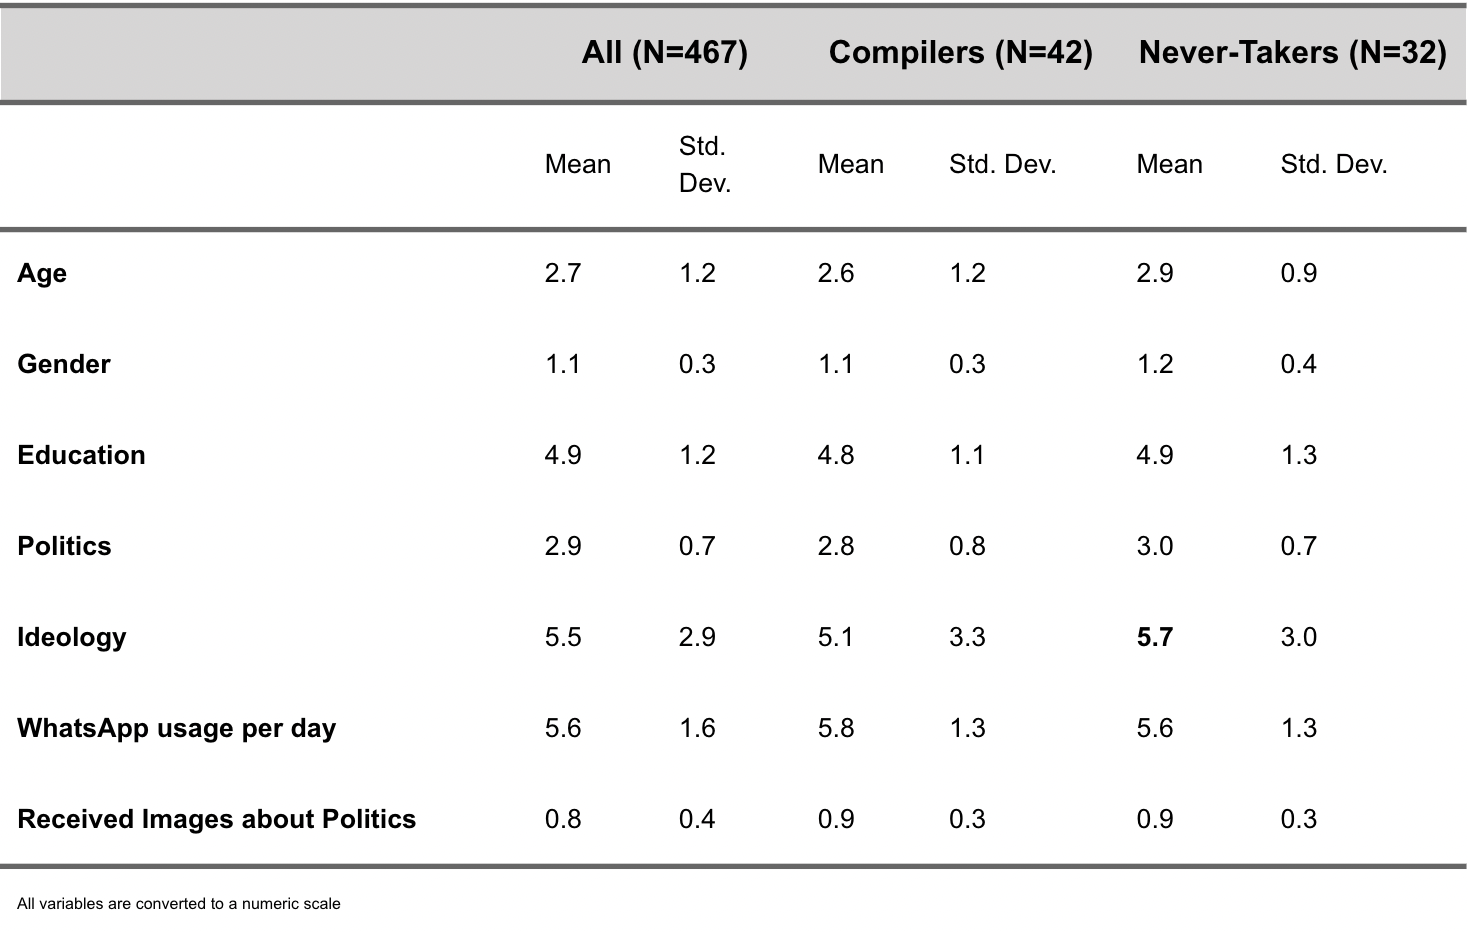 All (N=467) Compilers (N=42) Never-Takers (N=32)
Mean Std. Dev. Mean Std. Dev. Mean Std. Dev.
Age 2.7 1.2 2.6 1.2 2.9 0.9
Gender 1.1 0.3 1.1 0.3 1.2 0.4
Education 4.9 1.2 4.8 1.1 4.9 1.3
Politics 2.9 0.7 2.8 0.8 3.0 0.7
Ideology 5.5 2.9 5.1 3.3 5.7 3.0
WhatsApp usage per day 5.6 1.6 5.8 1.3 5.6 1.3
Received Images about Politics 0.8 0.4 0.9 0.3 0.9 0.3
All variables are converted to a numeric scale